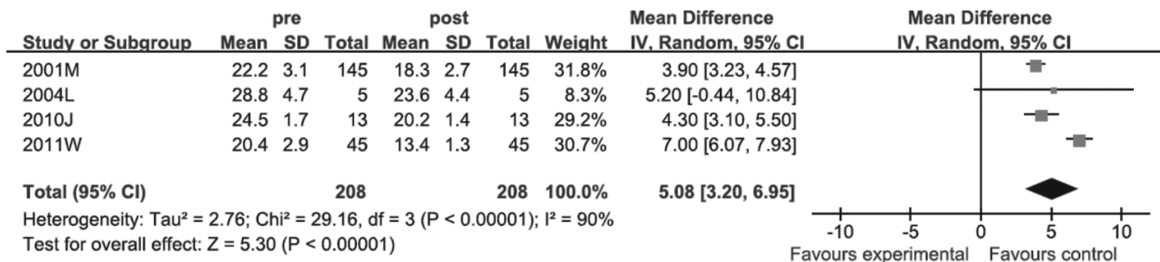 pre post Mean Difference Mean Difference
Study or Subgroup Mean SD Total Mean SD Total Weight IV, Random, 95% CI IV, Random, 95% CI
2001M 22.2 3.1 145 18.3 2.7 145 31.8% 3.90 [3.23, 4.57]
2004L 28.8 4.7 5 23.6 4.4 5 8.3% 5.20 [-0.44, 10.84]
2010J 24.5 1.7 13 20.2 1.4 13 29.2% 4.30 [3.10, 5.50]
2011W 20.4 2.9 45 13.4 1.3 45 30.7% 7.00 [6.07, 7.93]
Total (95% CI) 208 208 100.0% 5.08 [3.20, 6.95]
Heterogeneity: Tau² = 2.76; Chi² = 29.16, df = 3 (P < 0.00001); I² = 90%
Test for overall effect: Z = 5.30 (P < 0.00001)
-10 -5 0 5 10
Favours experimental Favours control